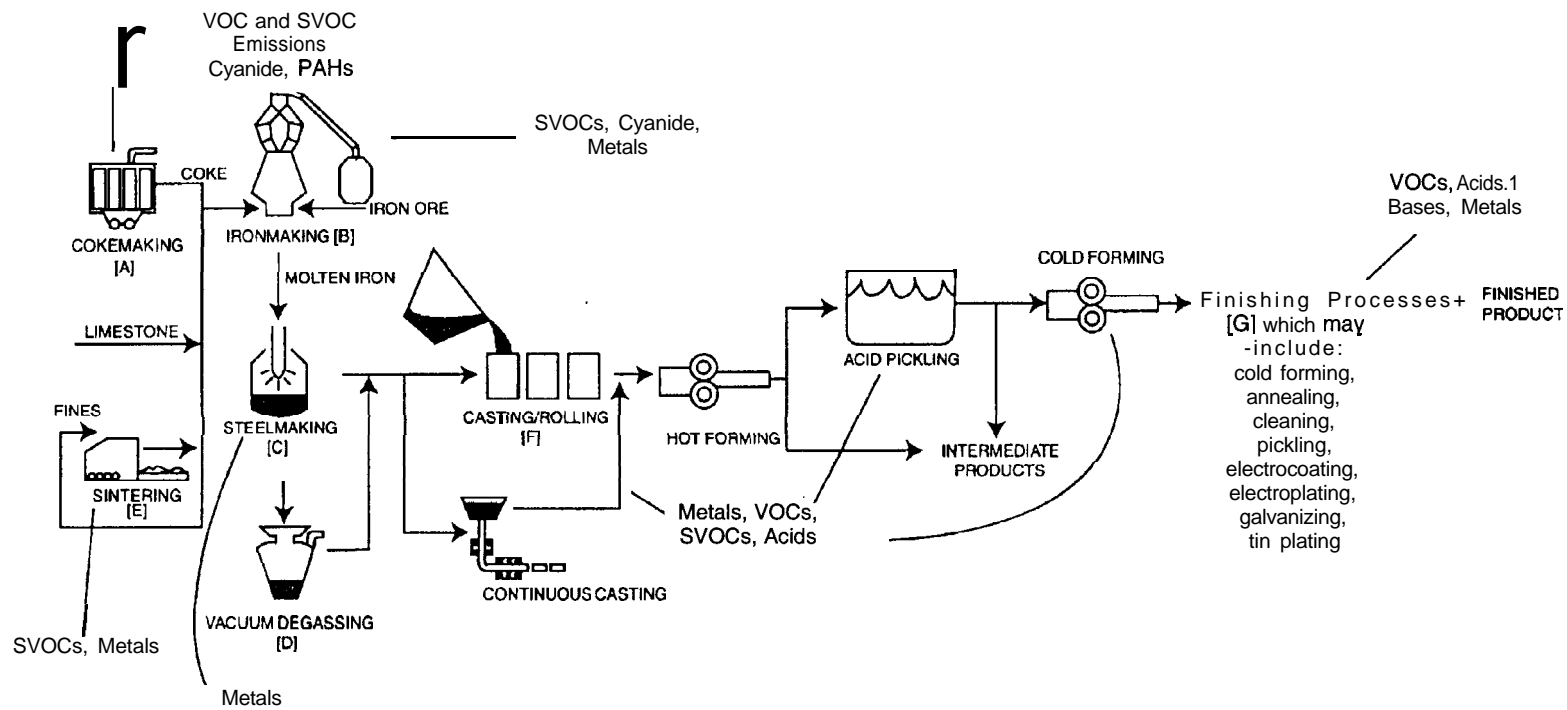 r
VOC and SVOC
Emissions
Cyanide, PAHs
SVOCs, Cyanide,
Metals
COKE
IRON ORE
COKEMAKING
[A]
IRONMAKING [B]
MOLTEN IRON
LIMESTONE
FINES
SINTERING
[E]
STEELMAKING
[C]
VACUUM DEGASSING
[D]
SVOCs, Metals
Metals
CASTING/ROLLING
[F]
CONTINUOUS CASTING
HOT FORMING
Metals, VOCs,
SVOCs, Acids
ACID PICKLING
INTERMEDIATE
PRODUCTS
COLD FORMING
VOCs, Acids.1
Bases, Metals
Finishing Processes+
[G] which may
-include:
cold forming,
annealing,
cleaning,
pickling,
electrocoating,
electroplating,
galvanizing,
tin plating
FINISHED
PRODUCT